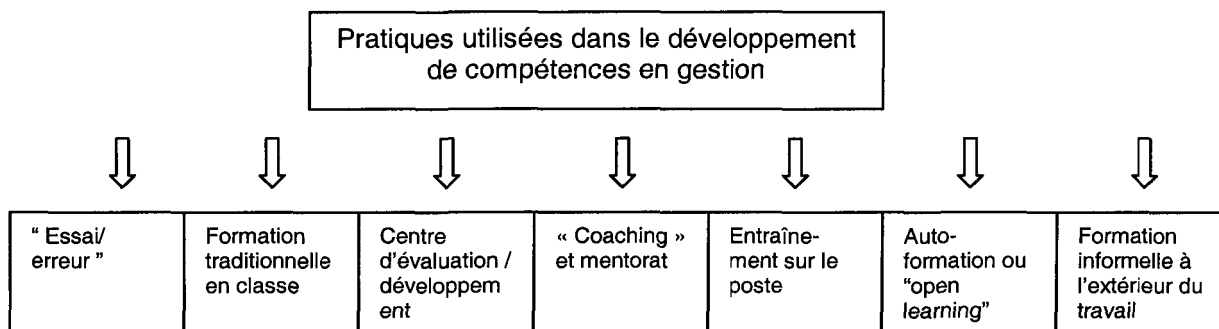 Pratiques utilisées dans le développement
de compétences en gestion
“ Essai/
erreur ”
Formation
traditionnelle
en classe
Centre
d'évaluation /
développem
ent
« Coaching »
et mentorat
Entraîne-
ment sur le
poste
Auto-
formation ou
“open
learning”
Formation
informelle à
l'extérieur du
travail